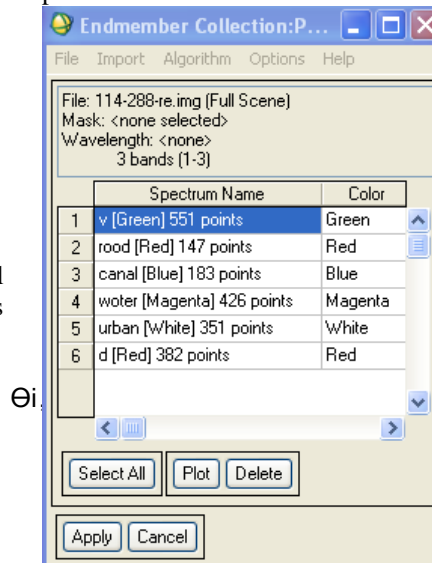 Endmember Collection:P...
File Import Algorithm Options Help
File: 114-288-re.img (Full Scene)
Mask: <none selected>
Wavelength: <none>
3 bands (1-3)
Spectrum Name Color
1 v [Green] 551 points Green
2 rood [Red] 147 points Red
3 canal [Blue] 183 points Blue
4 woter [Magenta] 426 points Magenta
5 urban [White] 351 points White
6 d [Red] 382 points Red
Ɵi,
Select All Plot Delete
Apply Cancel